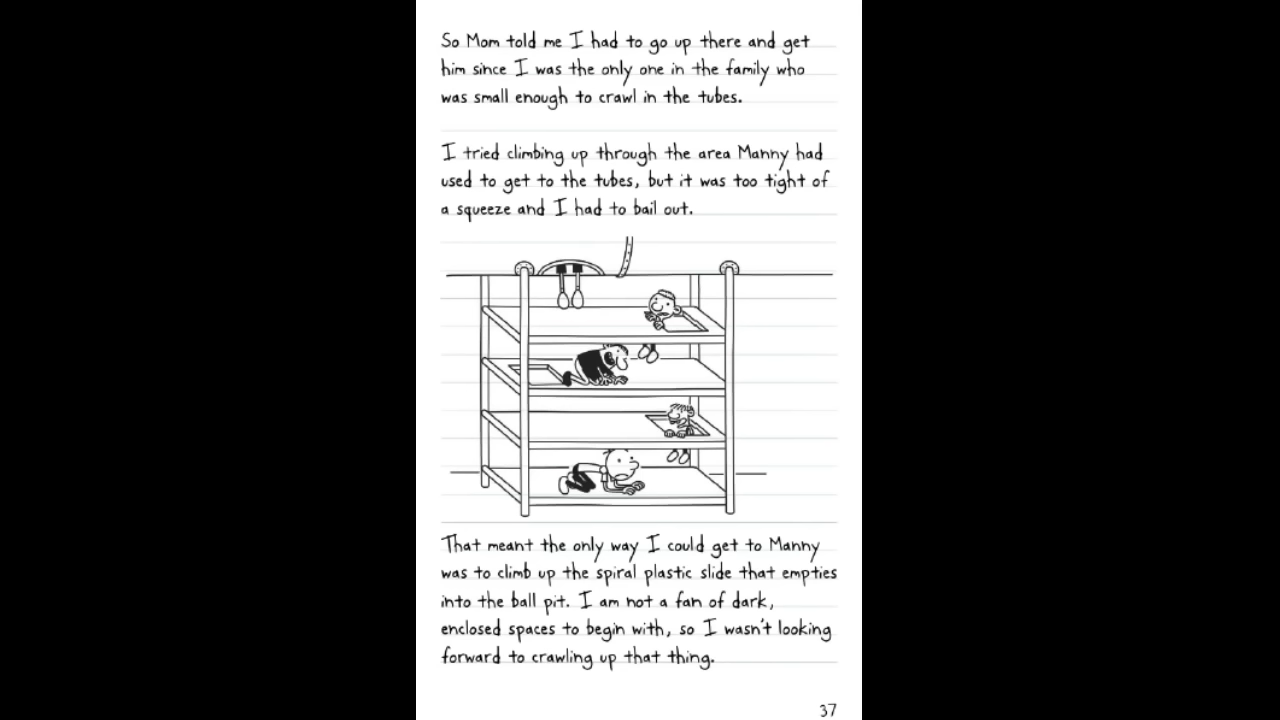 So Mom told me I had to go up there and get
him since I was the only one in the family who
was small enough to crawl in the tubes.
I tried climbing up through the area Manny had
used to get to the tubes, but it was too tight of
a squeeze and I had to bail out.
That meant the only way I could get to Manny
was to climb up the spiral plastic slide that empties
into the ball pit. I am not a fan of dark,
enclosed spaces to begin with, so I wasn't looking
forward to crawling up that thing.
37